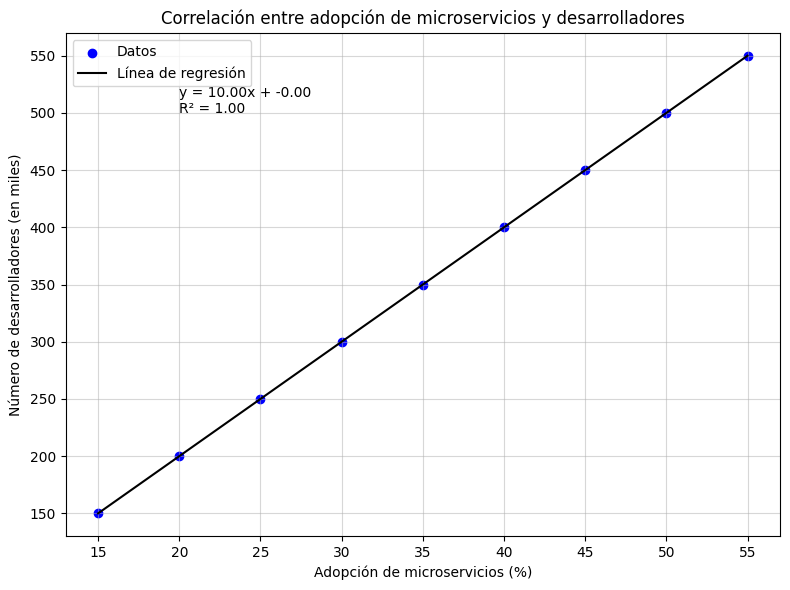 Correlación entre adopción de microservicios y desarrolladores
Datos
Línea de regresión
y = 10.00x + -0.00
R² = 1.00
Número de desarrolladores (en miles)
550
500
450
400
350
300
250
200
150
15 20 25 30 35 40 45 50 55
Adopción de microservicios (%)